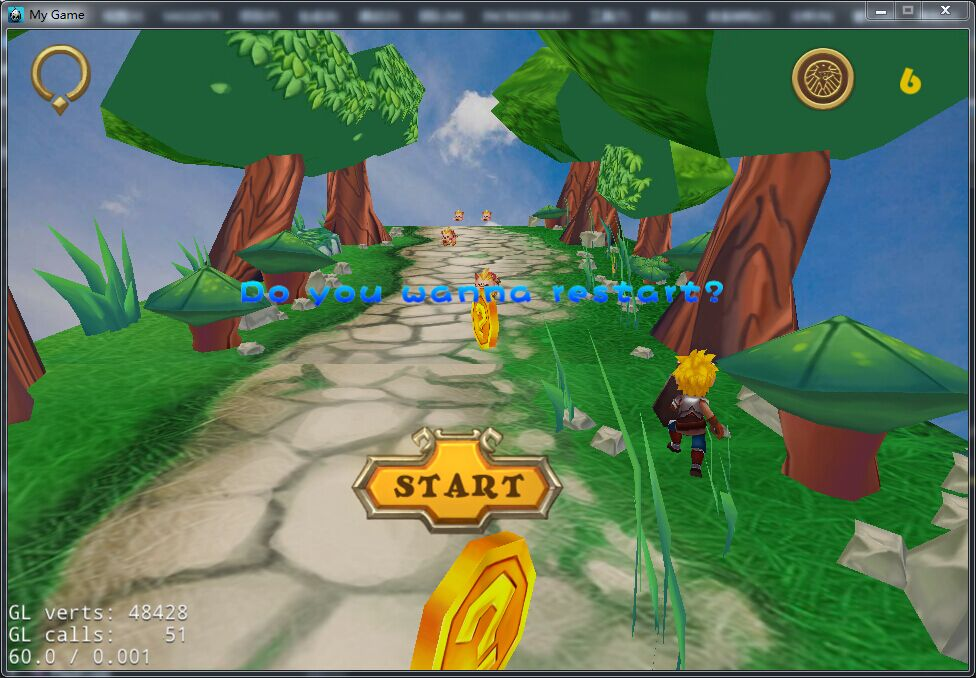 My Game
6
Do you wanna restart?
START
GL verts: 48428
GL calls: 51
60.0 / 0.001